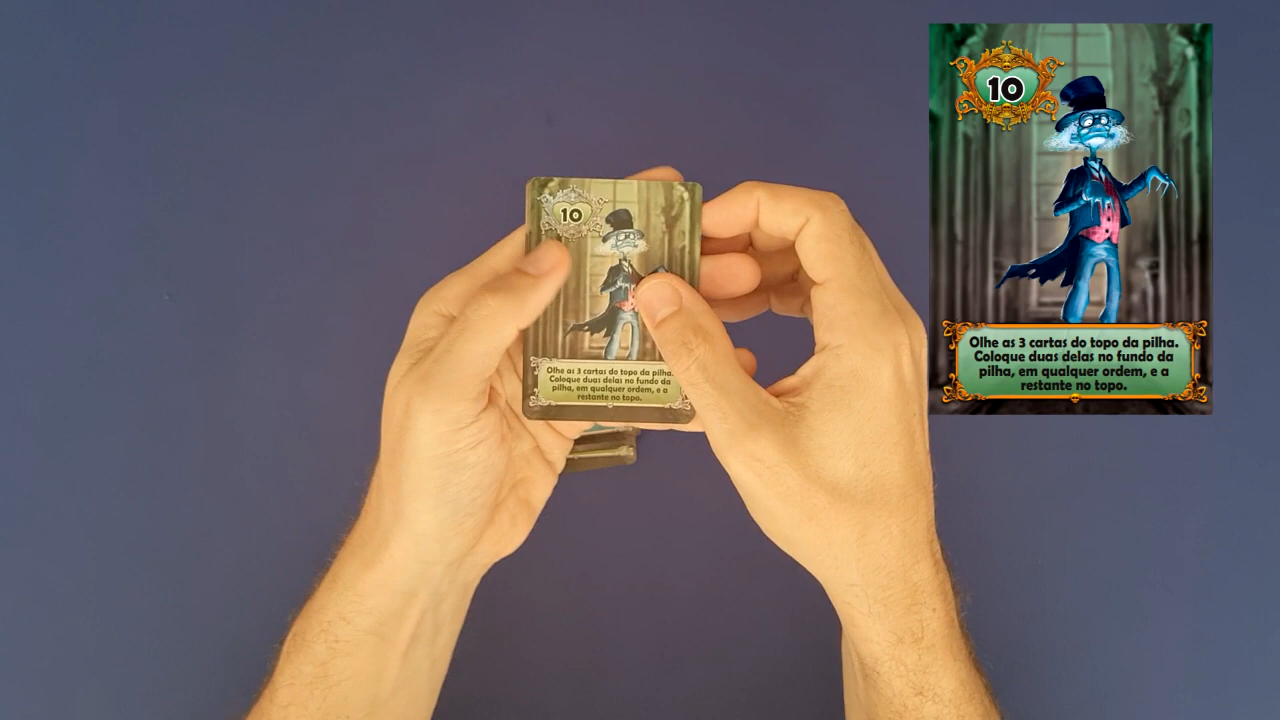 10
Olhe as 3 cartas do topo da pilha.
Coloque duas delas no fundo da
pilha, em qualquer ordem, e a
restante no topo.
10
Olhe as 3 cartas do topo da pilha.
Coloque duas delas no fundo da
pilha, em qualquer ordem, e a
restante no topo.